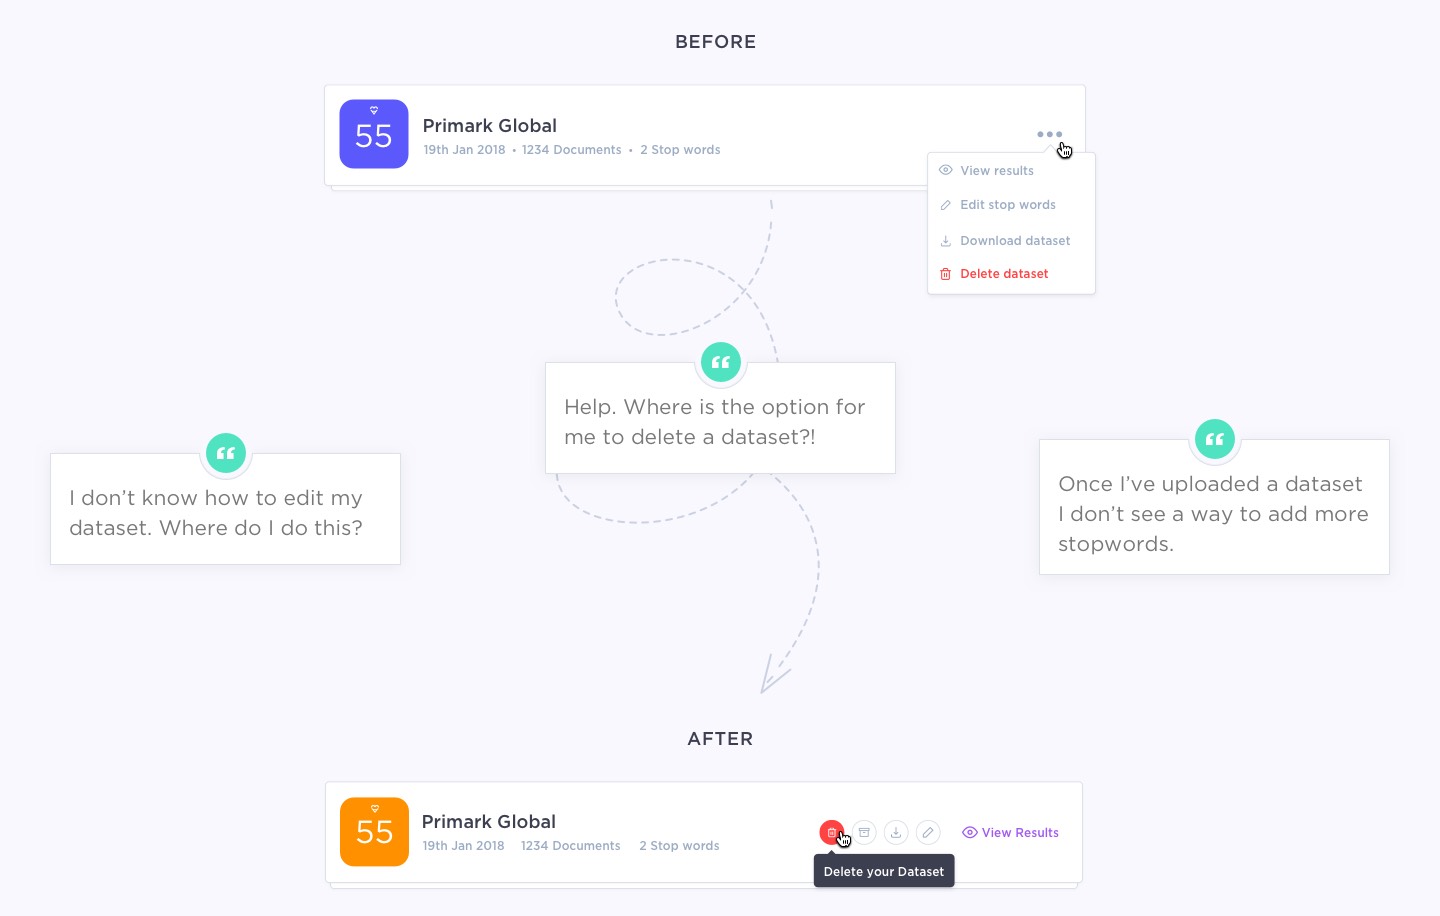 BEFORE
55
Primark Global
19th Jan 2018 • 1234 Documents • 2 Stop words
View results
Edit stop words
Download dataset
Delete dataset
Help. Where is the option for
me to delete a dataset?!
I don’t know how to edit my
dataset. Where do I do this?
Once I’ve uploaded a dataset
I don’t see a way to add more
stopwords.
AFTER
55
Primark Global
19th Jan 2018 1234 Documents 2 Stop words
View Results
Delete your Dataset